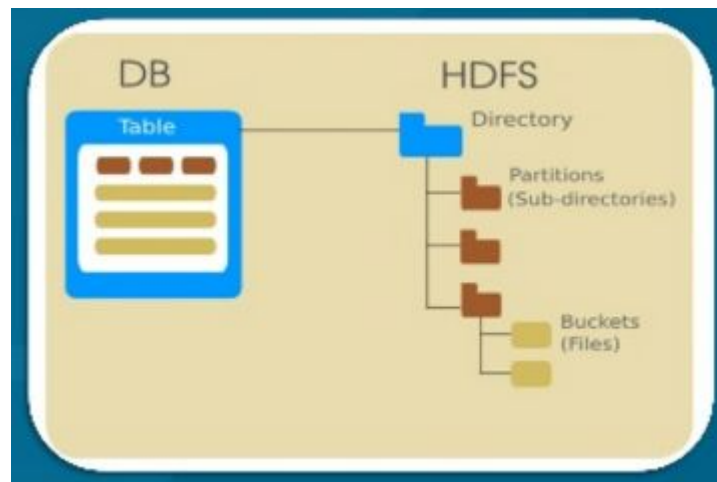 DB
HDFS
Table
Directory
Partitions
(Sub-directories)
Buckets
(Files)